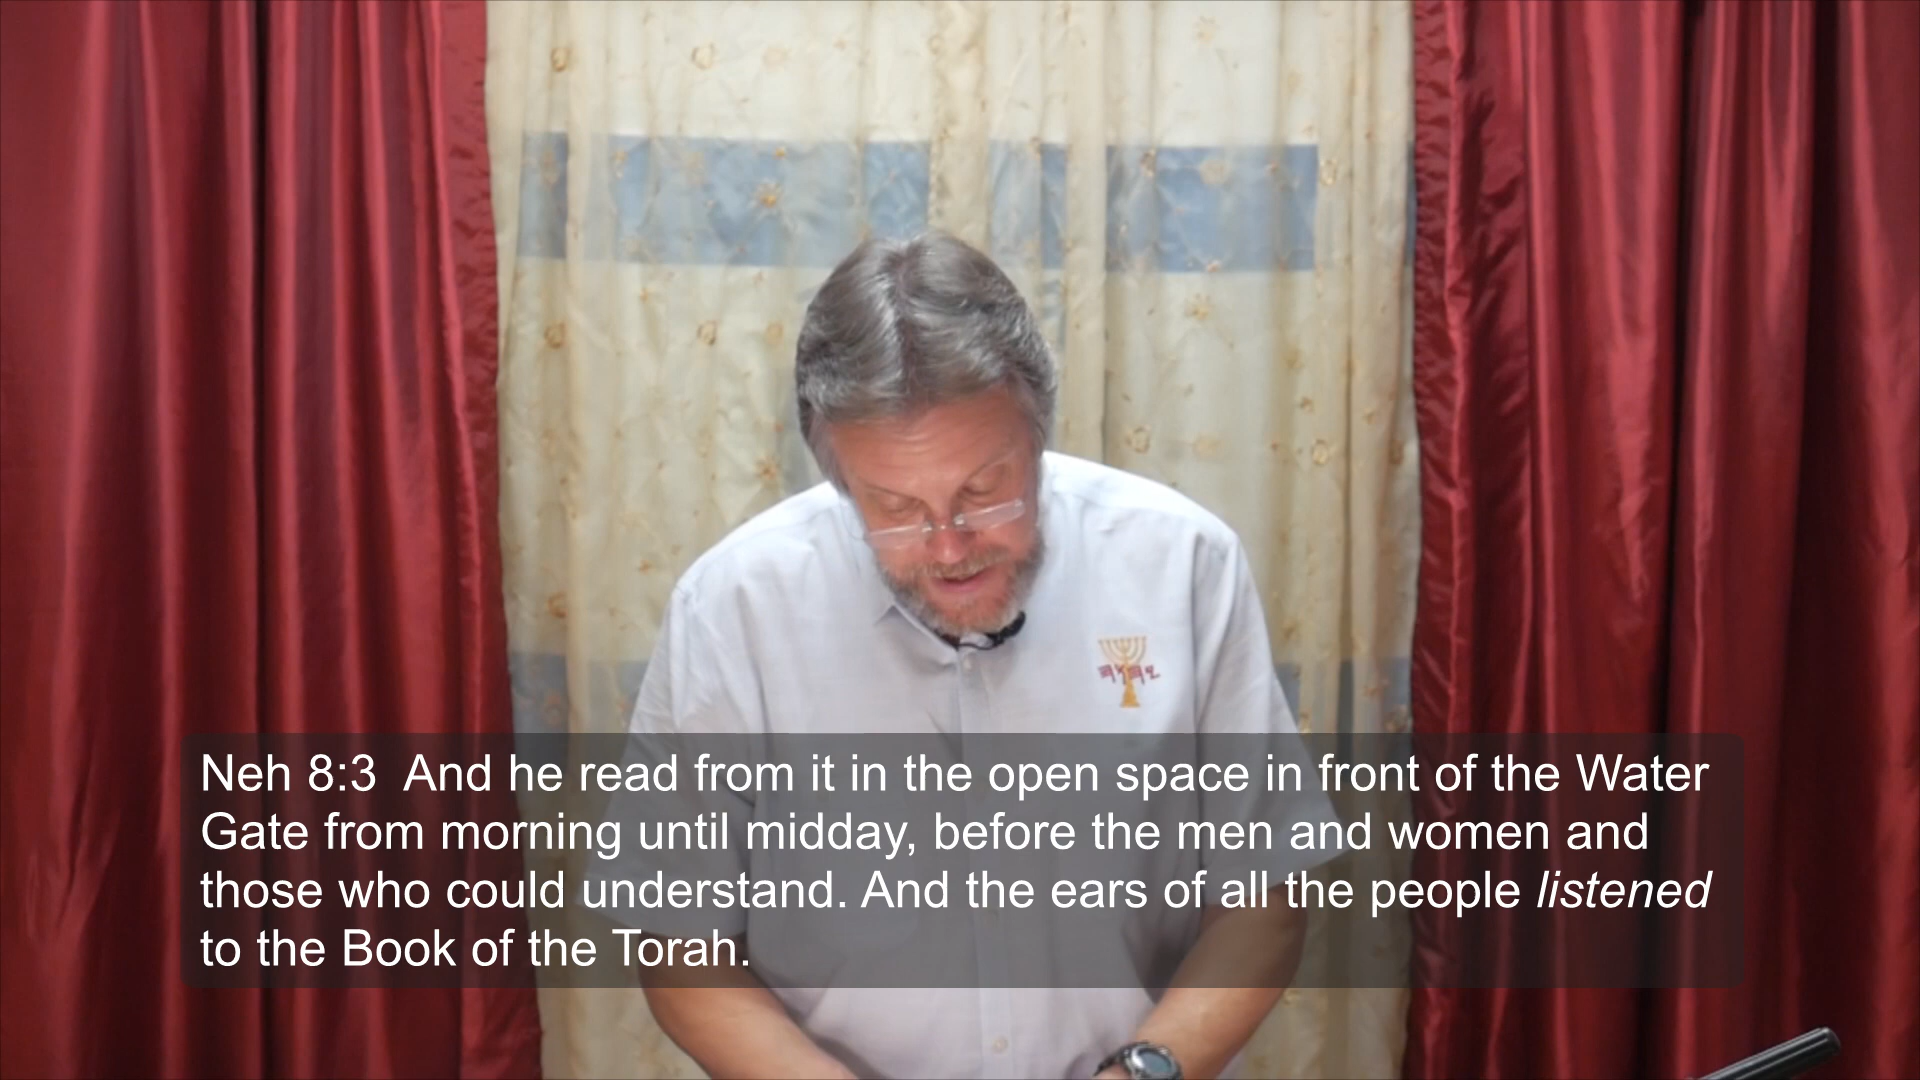 𐤉𐤄𐤅𐤄
Neh 8:3  And he read from it in the open space in front of the Water
Gate from morning until midday, before the men and women and
those who could understand. And the ears of all the people listened
to the Book of the Torah.